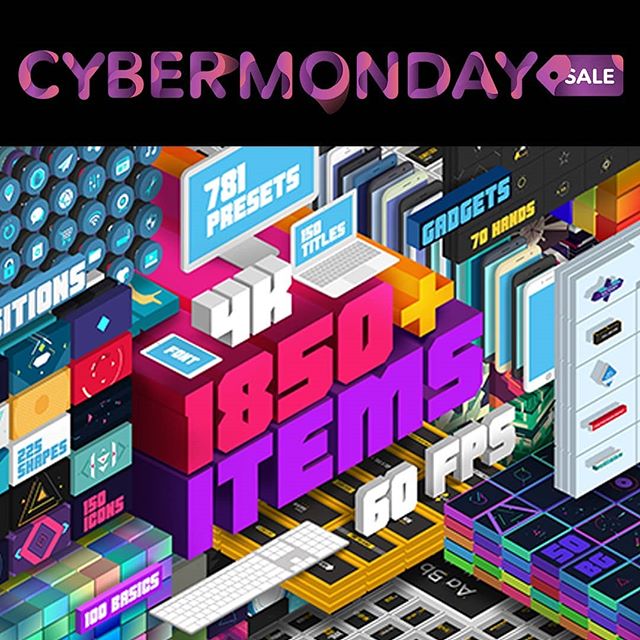 CYBERMONDAY
SALE
781
PRESETS
150
TITLES
GADGETS
70 HANDS
SITIONS
4K
FONT
1850+
ITEMS
60 FPS
225
SHAPES
150
ICONS
100 BASICS
Aa Bb
50
BG